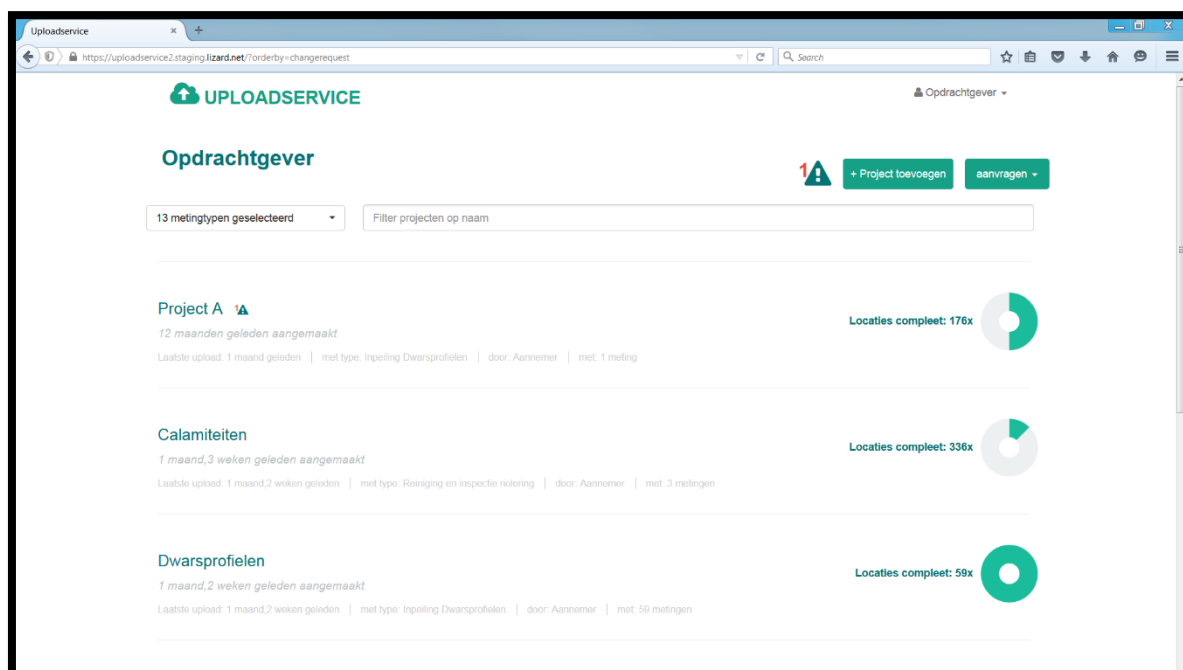 Uploadservice × +
https://uploadservice2.staging.lizard.net/?orderby=changerequest Search
UPLOADSERVICE Opdrachtgever
Opdrachtgever
1 + Project toevoegen aanvragen
13 metingtypen geselecteerd Filter projecten op naam
Project A 1
Locaties compleet: 176x
12 maanden geleden aangemaakt
Laatste upload: 1 maand geleden | met type: Inpeiling Dwarsprofielen | door: Aannemer | met: 1 meting
Calamiteiten
Locaties compleet: 336x
1 maand,3 weken geleden aangemaakt
Laatste upload: 1 maand,2 weken geleden | met type: Reiniging en inspectie riolering | door: Aannemer | met: 3 metingen
Dwarsprofielen
Locaties compleet: 59x
1 maand,2 weken geleden aangemaakt
Laatste upload: 1 maand,2 weken geleden | met type: Inpeiling Dwarsprofielen | door: Aannemer | met: 59 metingen